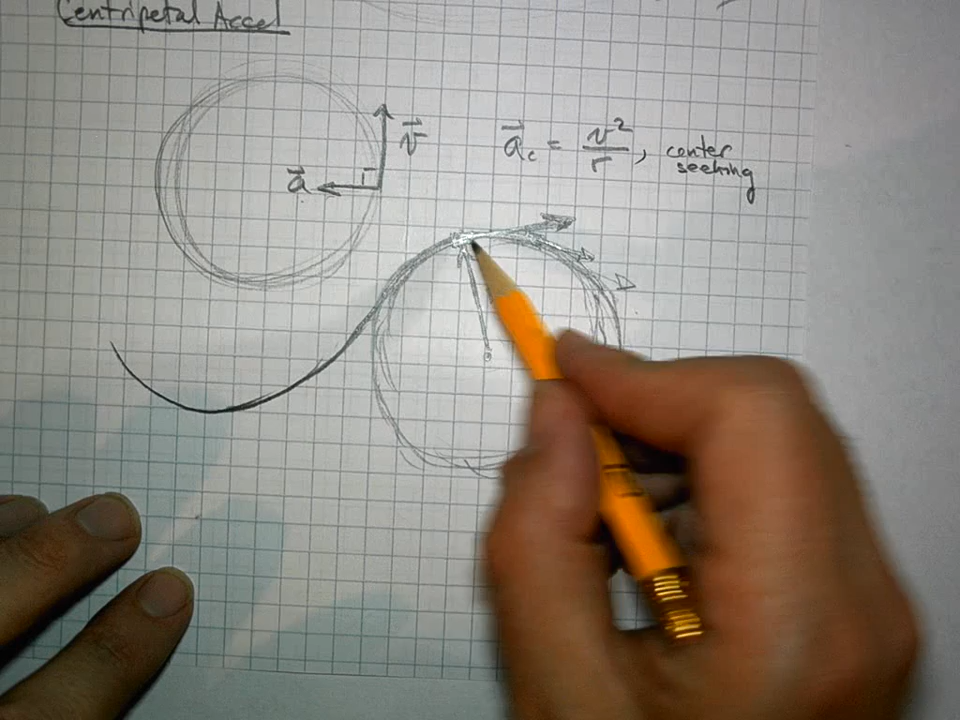 Centripetal Accel
v⃗
a⃗
a⃗c = v²/r, center
seeking